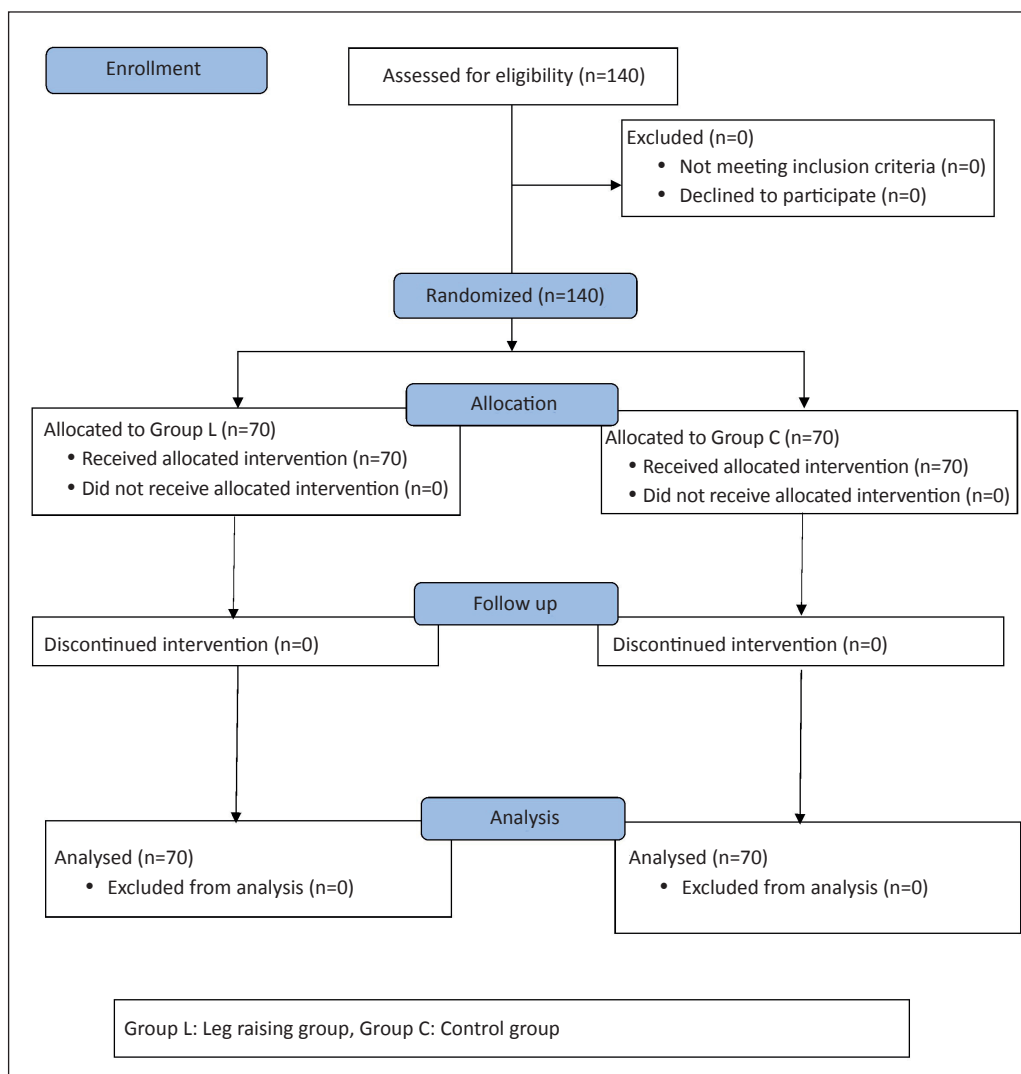 Enrollment
Assessed for eligibility (n=140)
Excluded (n=0)
• Not meeting inclusion criteria (n=0)
• Declined to participate (n=0)
Randomized (n=140)
Allocation
Allocated to Group L (n=70)
• Received allocated intervention (n=70)
• Did not receive allocated intervention (n=0)
Allocated to Group C (n=70)
• Received allocated intervention (n=70)
• Did not receive allocated intervention (n=0)
Follow up
Discontinued intervention (n=0)
Discontinued intervention (n=0)
Analysis
Analysed (n=70)
• Excluded from analysis (n=0)
Analysed (n=70)
• Excluded from analysis (n=0)
Group L: Leg raising group, Group C: Control group